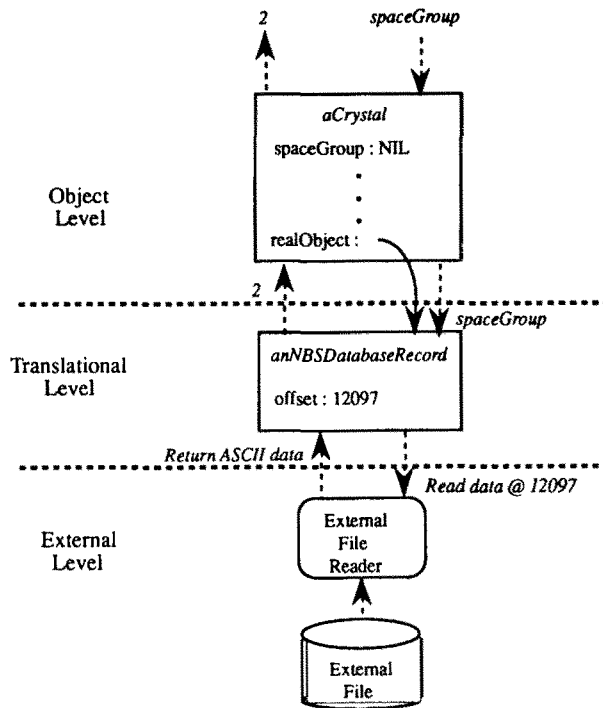 2
spaceGroup
aCrystal
spaceGroup : NIL
Object
Level
realObject :
2
spaceGroup
Translational
Level
anNBSDatabaseRecord
offset : 12097
Return ASCII data
Read data @ 12097
External
Level
External
File
Reader
External
File